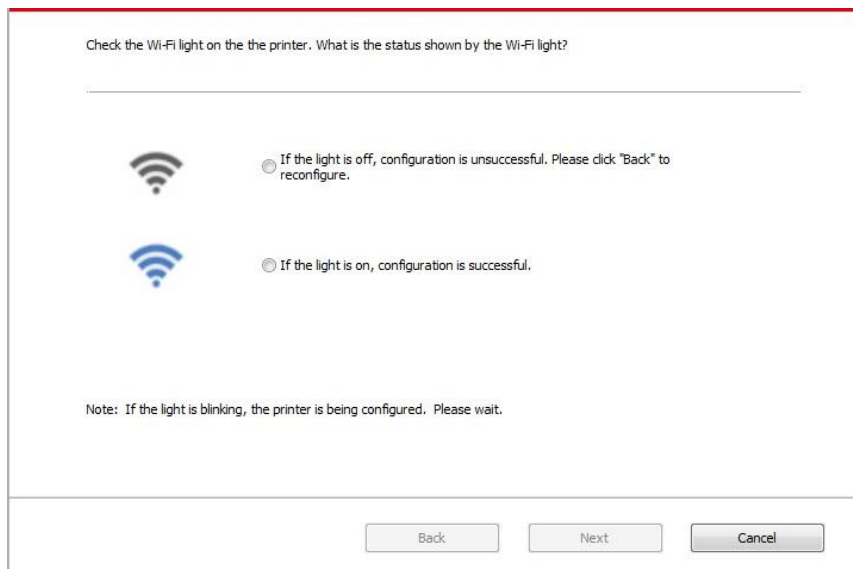 Check the Wi-Fi light on the the printer. What is the status shown by the Wi-Fi light?
If the light is off, configuration is unsuccessful. Please click "Back" to
reconfigure.
If the light is on, configuration is successful.
Note: If the light is blinking, the printer is being configured. Please wait.
Back
Next
Cancel